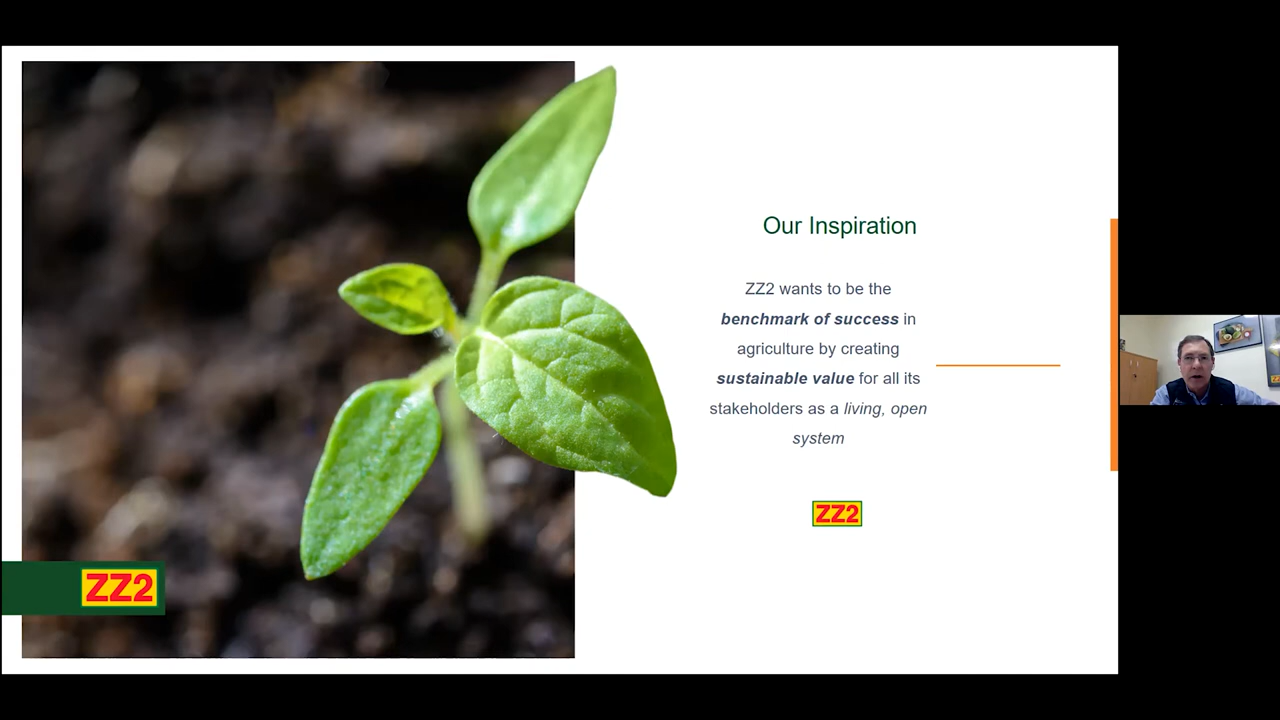 Our Inspiration
ZZ2 wants to be the
benchmark of success in
agriculture by creating
sustainable value for all its
stakeholders as a living, open
system
ZZ2
ZZ2